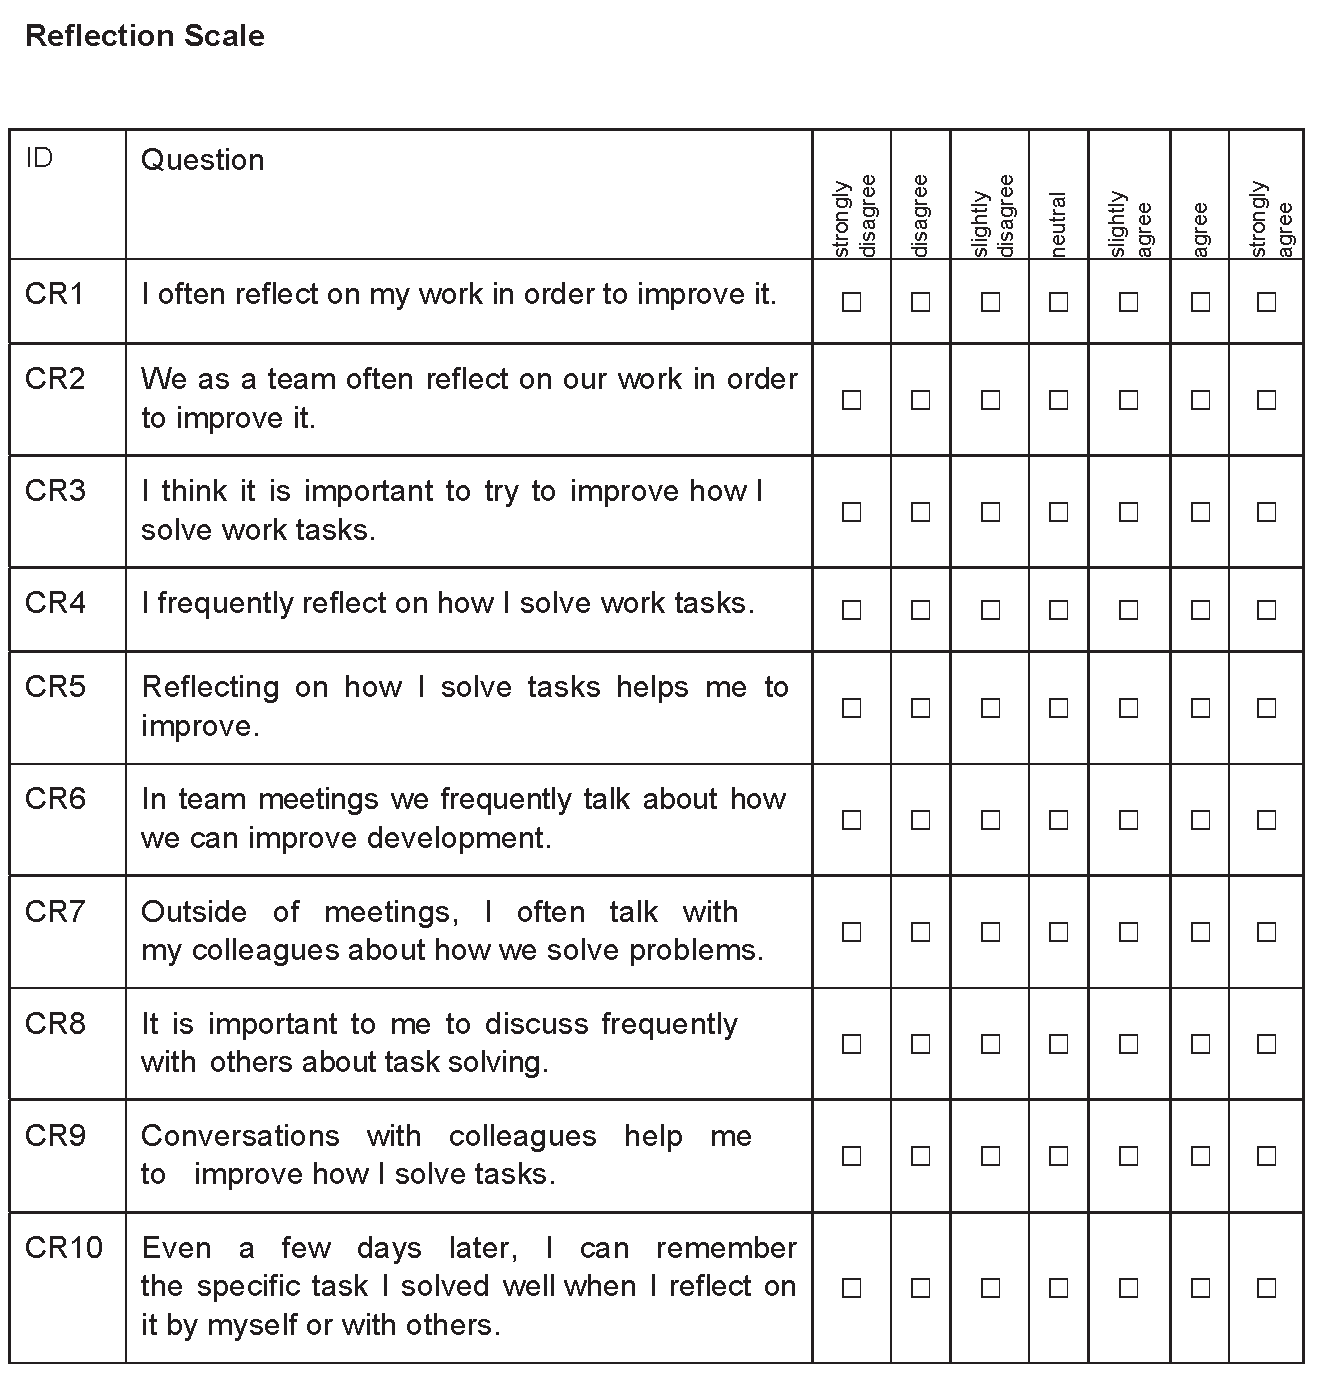 Reflection Scale
ID Question strongly disagree disagree slightly disagree neutral slightly agree agree strongly agree
CR1 I often reflect on my work in order to improve it. □ □ □ □ □ □ □
CR2 We as a team often reflect on our work in order
to improve it. □ □ □ □ □ □ □
CR3 I think it is important to try to improve how I
solve work tasks. □ □ □ □ □ □ □
CR4 I frequently reflect on how I solve work tasks. □ □ □ □ □ □ □
CR5 Reflecting on how I solve tasks helps me to
improve. □ □ □ □ □ □ □
CR6 In team meetings we frequently talk about how
we can improve development. □ □ □ □ □ □ □
CR7 Outside of meetings, I often talk with
my colleagues about how we solve problems. □ □ □ □ □ □ □
CR8 It is important to me to discuss frequently
with others about task solving. □ □ □ □ □ □ □
CR9 Conversations with colleagues help me
to improve how I solve tasks. □ □ □ □ □ □ □
CR10 Even a few days later, I can remember
the specific task I solved well when I reflect on
it by myself or with others. □ □ □ □ □ □ □